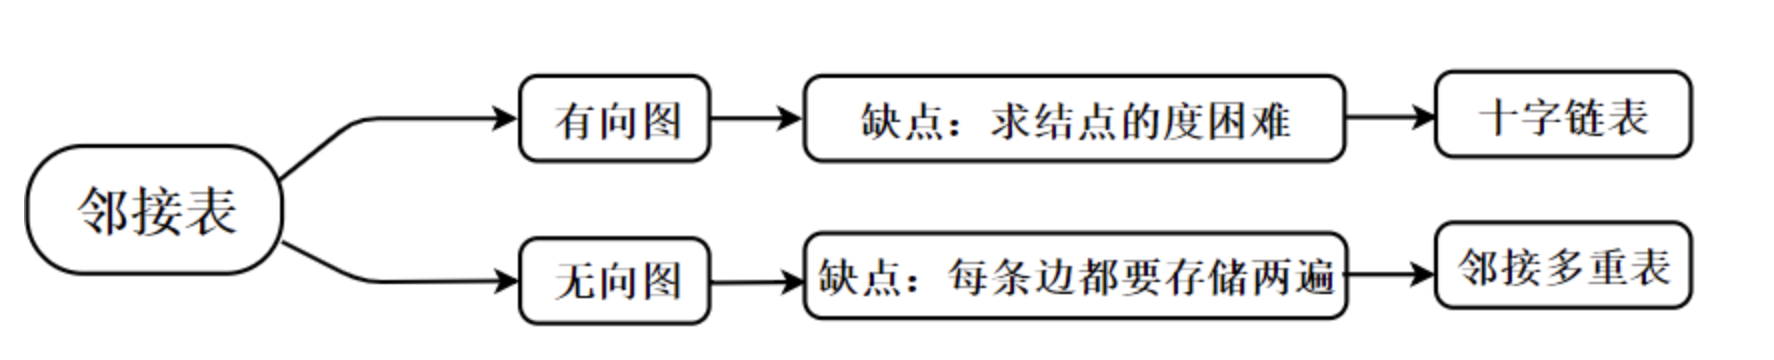 邻接表
有向图
缺点：求结点的度困难
十字链表
无向图
缺点：每条边都要存储两遍
邻接多重表